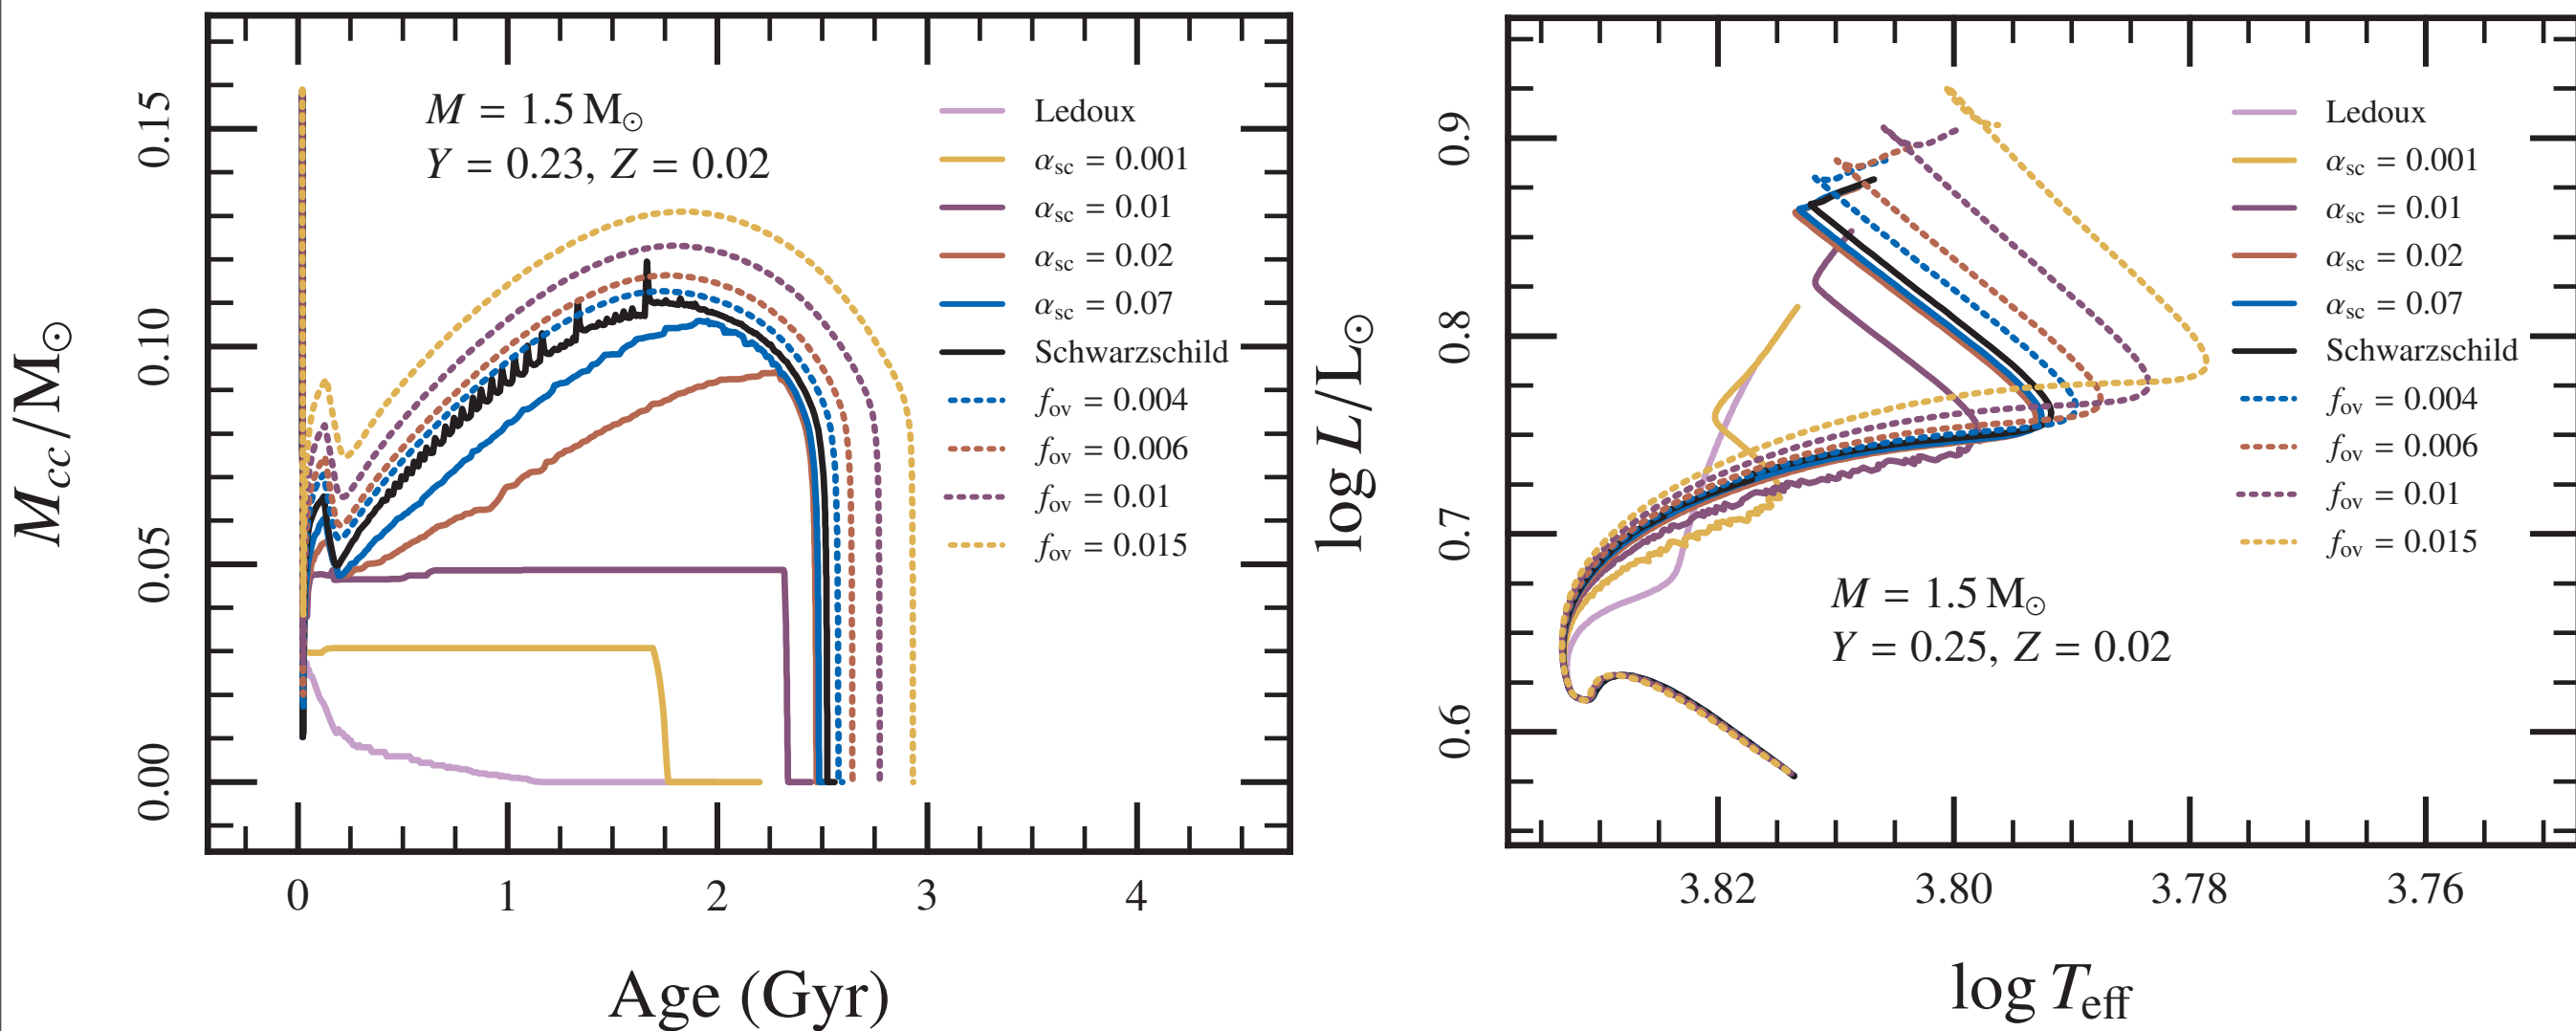 M = 1.5 M☉
Y = 0.23, Z = 0.02
Ledoux
αsc = 0.001
αsc = 0.01
αsc = 0.02
αsc = 0.07
Schwarzschild
fov = 0.004
fov = 0.006
fov = 0.01
fov = 0.015
Mcc/M☉
0.15
0.10
0.05
0.00
0 1 2 3 4
Age (Gyr)
Ledoux
αsc = 0.001
αsc = 0.01
αsc = 0.02
αsc = 0.07
Schwarzschild
fov = 0.004
fov = 0.006
fov = 0.01
fov = 0.015
M = 1.5 M☉
Y = 0.25, Z = 0.02
log L/L☉
0.9
0.8
0.7
0.6
3.82 3.80 3.78 3.76
log Teff